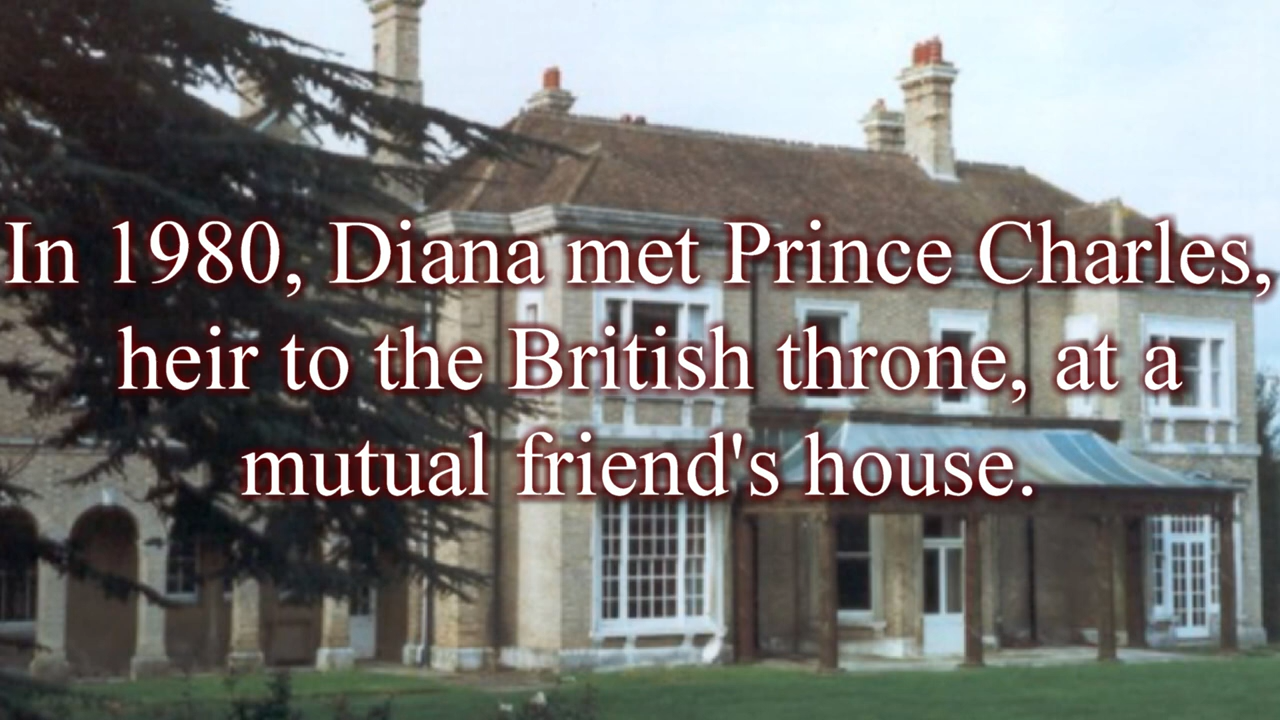 In 1980, Diana met Prince Charles,
heir to the British throne, at a
mutual friend's house.